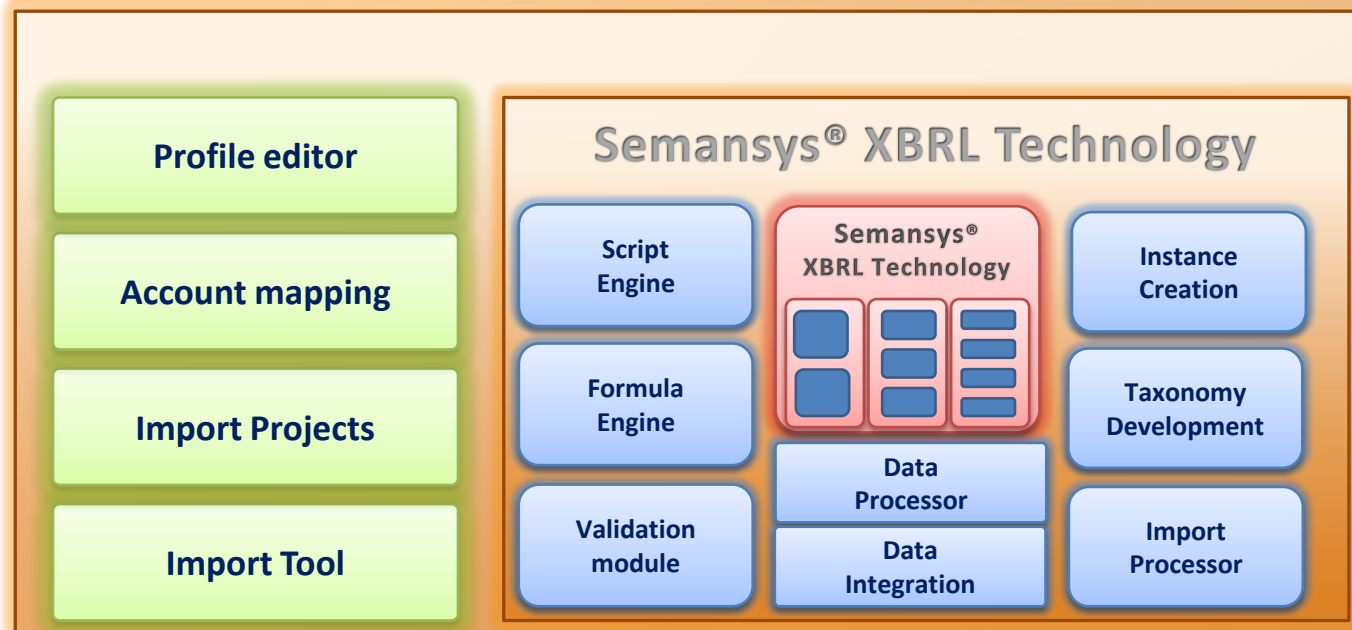 Profile editor
Account mapping
Import Projects
Import Tool
Semansys® XBRL Technology
Script
Engine
Formula
Engine
Validation
module
Semansys®
XBRL Technology
Data
Processor
Data
Integration
Instance
Creation
Taxonomy
Development
Import
Processor